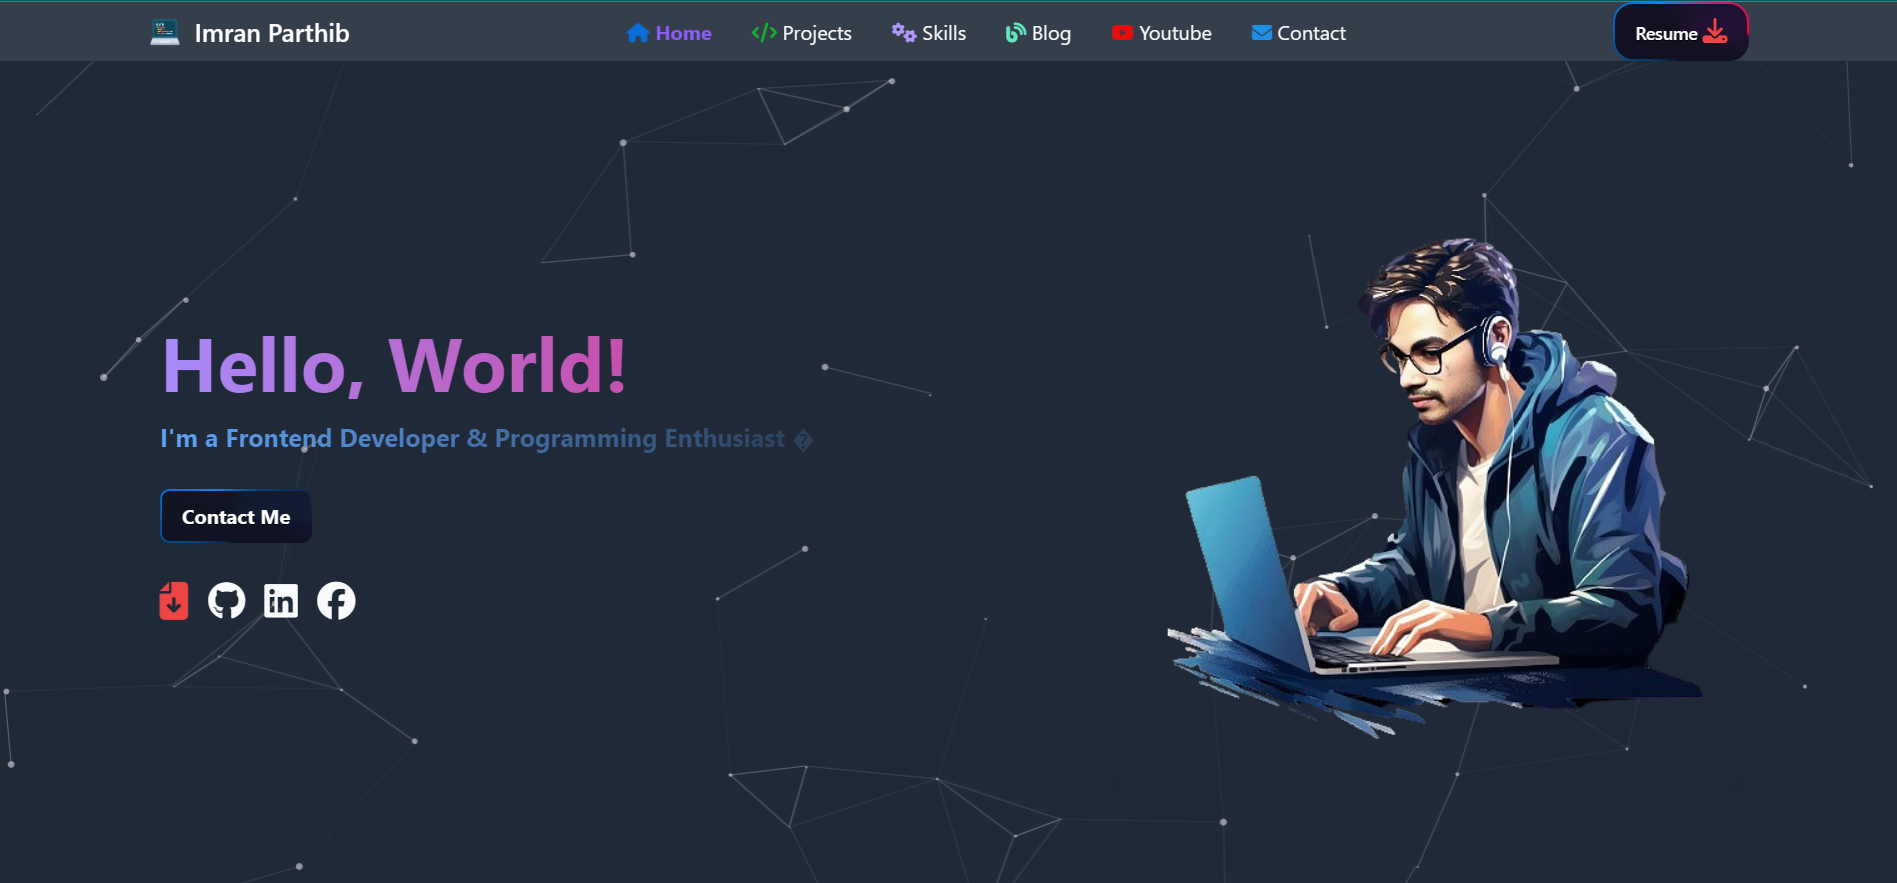 Imran Parthib
Home
Projects
Skills
Blog
Youtube
Contact
Resume
Hello, World!
I'm a Frontend Developer & Programming Enthusiast �
Contact Me